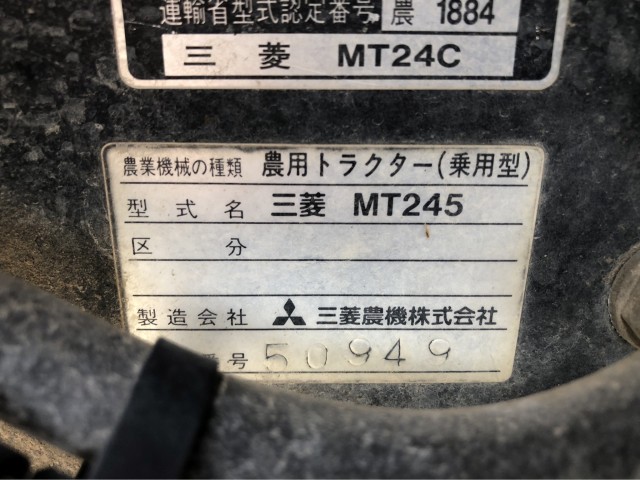 運輸省型式認定番号 農 1884
三菱 MT24C
農業機械の種類 農用トラクター(乗用型)
型式名 三菱 MT245
区分
製造会社 三菱農機株式会社
番号 50949